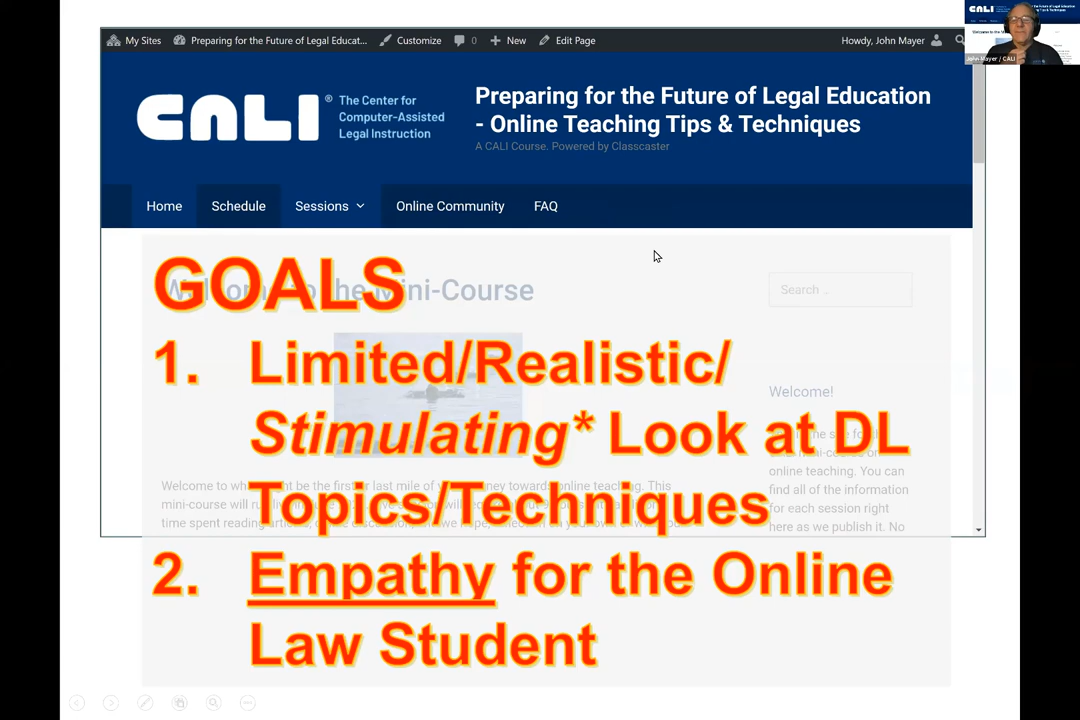 My Sites Preparing for the Future of Legal Educat... Customize 0 New Edit Page Howdy, John Mayer
CALI® The Center for
Computer-Assisted
Legal Instruction
Preparing for the Future of Legal Education
- Online Teaching Tips & Techniques
A CALI Course. Powered by Classcaster
Home Schedule Sessions Online Community FAQ
John Mayer / CALI
GOALS
1. Limited/Realistic/
Stimulating* Look at DL
Topics/Techniques
2. Empathy for the Online
Law Student
Mini-Course
Search ..
Welcome!
online teaching. You can
find all of the information
for each session right
here as we publish it. No